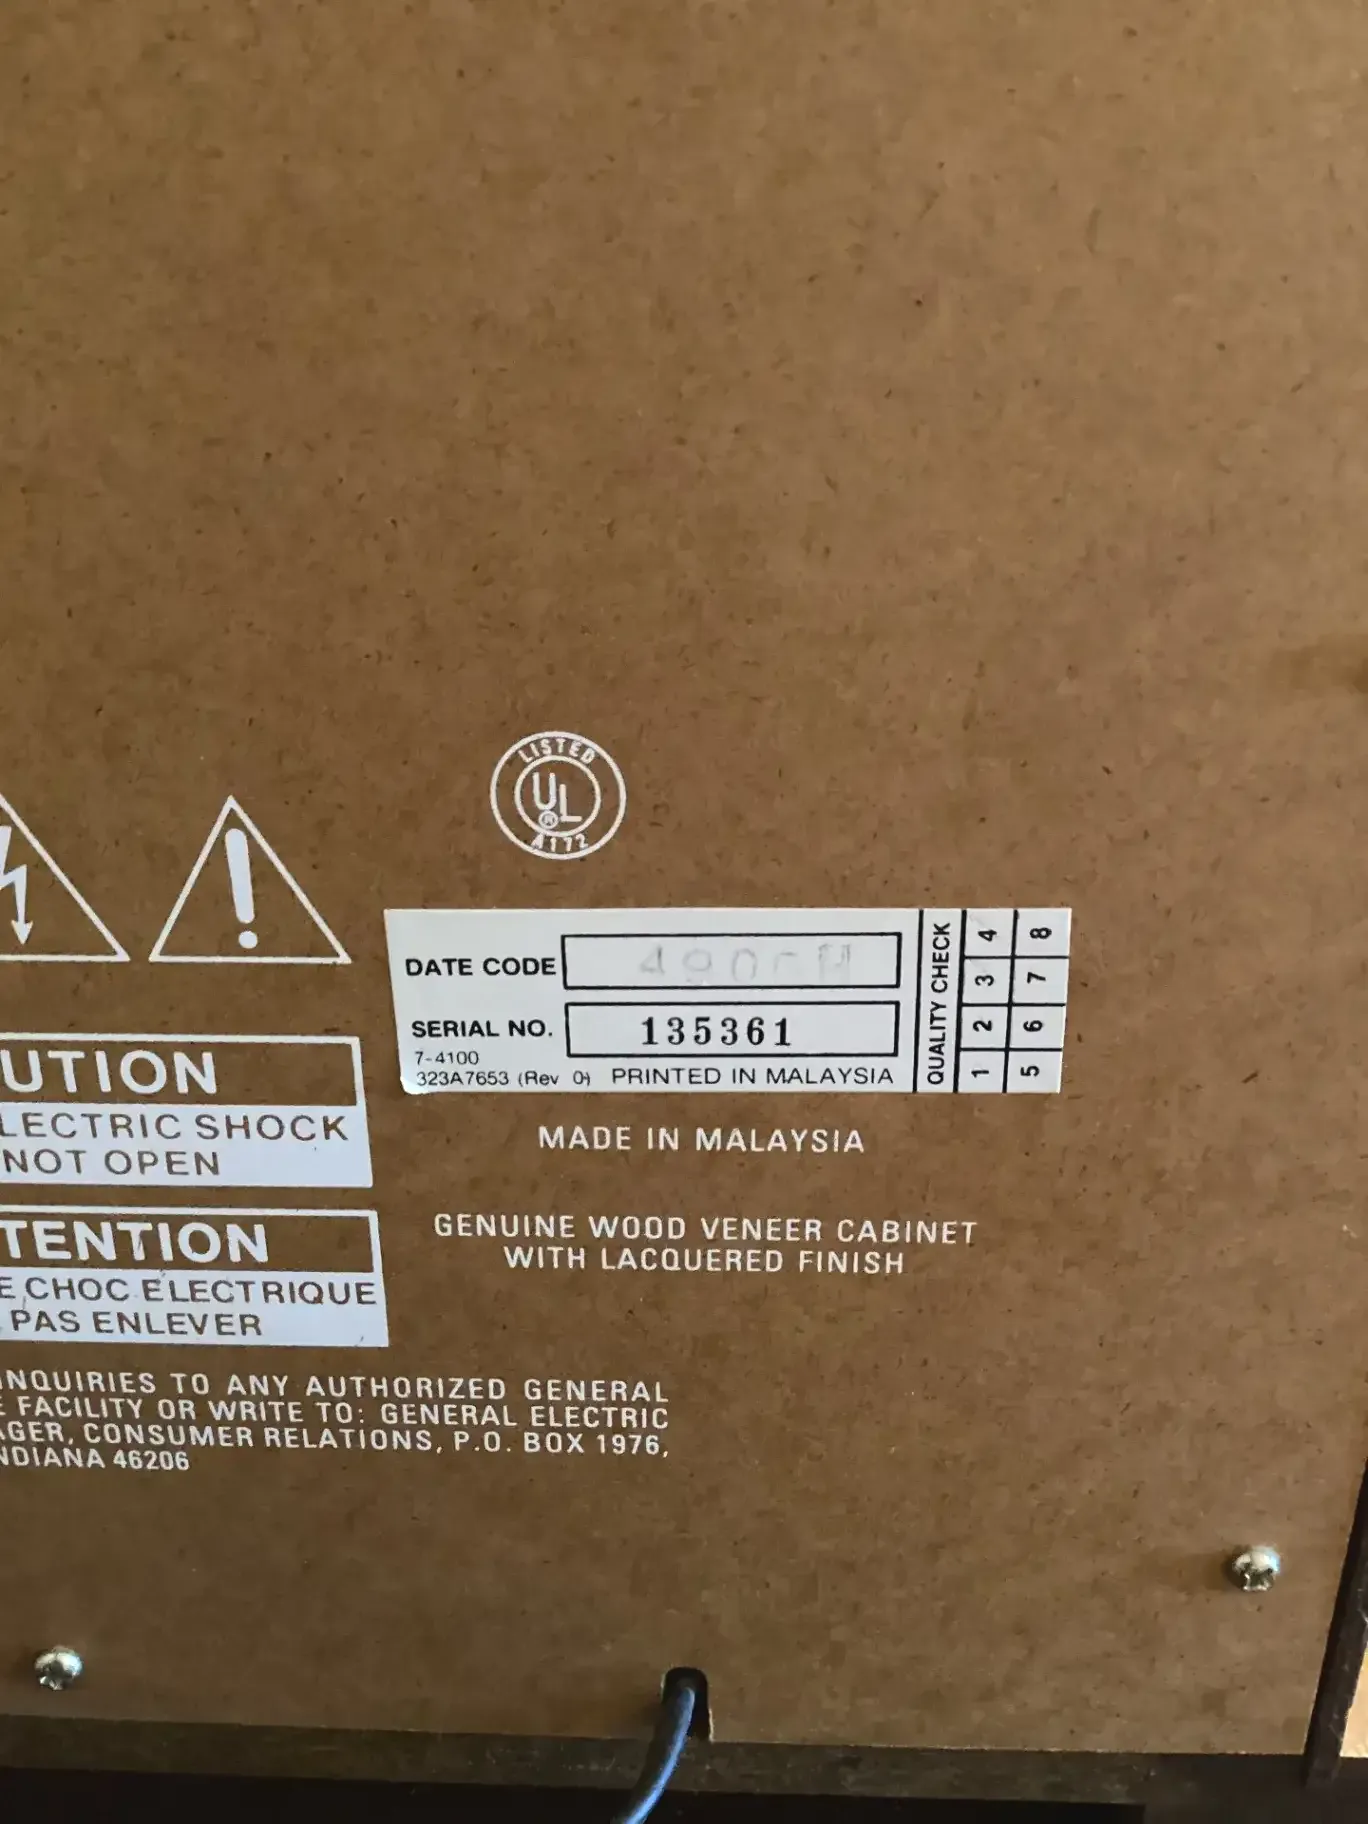 LISTED
UL
®
A172
DATE CODE
SERIAL NO. 135361
7-4100
323A7653 (Rev 0) PRINTED IN MALAYSIA
QUALITY CHECK
1 2 3 4
5 6 7 8
MADE IN MALAYSIA
GENUINE WOOD VENEER CABINET
WITH LACQUERED FINISH
UTION
LECTRIC SHOCK
NOT OPEN
TENTION
E CHOC ELECTRIQUE
PAS ENLEVER
INQUIRIES TO ANY AUTHORIZED GENERAL
E FACILITY OR WRITE TO: GENERAL ELECTRIC
AGER, CONSUMER RELATIONS, P.O. BOX 1976,
NDIANA 46206